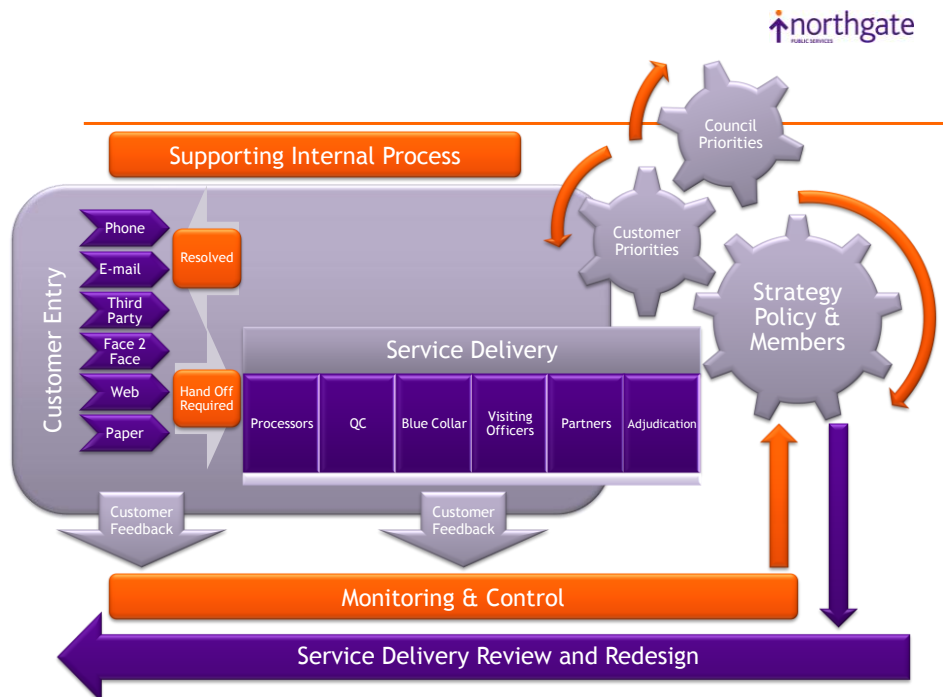 northgate
PUBLIC SERVICES
Council
Priorities
Supporting Internal Process
Customer
Priorities
Strategy
Policy &
Members
Customer Entry
Phone
E-mail
Third
Party
Face 2
Face
Web
Paper
Resolved
Hand Off
Required
Service Delivery
Processors
QC
Blue Collar
Visiting
Officers
Partners
Adjudication
Customer
Feedback
Customer
Feedback
Monitoring & Control
Service Delivery Review and Redesign